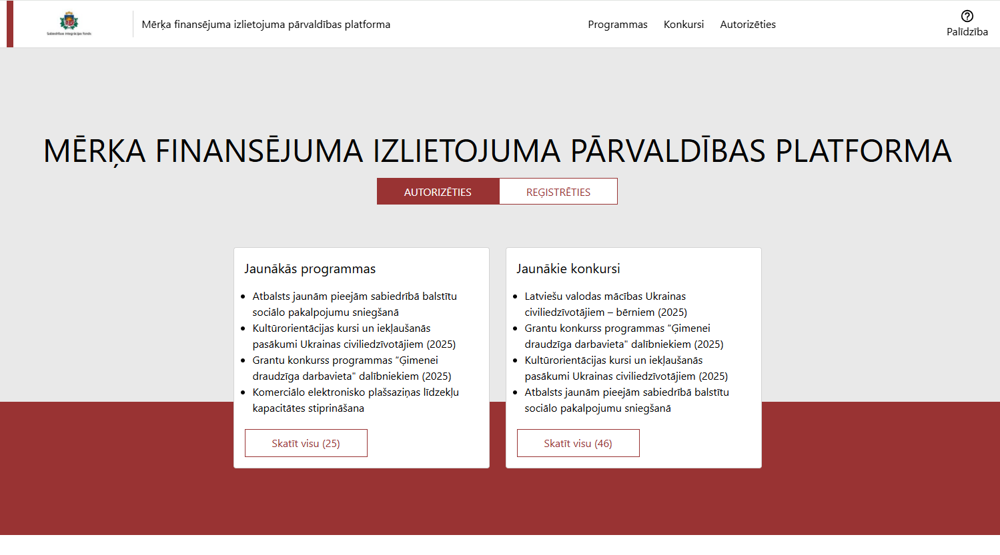 Sabiedrības integrācijas fonds
Mērķa finansējuma izlietojuma pārvaldības platforma
Programmas
Konkursi
Autorizēties
Palīdzība
MĒRĶA FINANSĒJUMA IZLIETOJUMA PĀRVALDĪBAS PLATFORMA
AUTORIZĒTIES
REĢISTRĒTIES
Jaunākās programmas
Atbalsts jaunām pieejām sabiedrībā balstītu
sociālo pakalpojumu sniegšanā
Kultūrorientācijas kursi un iekļaušanās
pasākumi Ukrainas civiliedzīvotājiem (2025)
Grantu konkurss programmas “Ģimenei
draudzīga darbavieta" dalībniekiem (2025)
Komerciālo elektronisko plašsaziņas līdzekļu
kapacitātes stiprināšana
Skatīt visu (25)
Jaunākie konkursi
Latviešu valodas mācības Ukrainas
civiliedzīvotājiem – bērniem (2025)
Grantu konkurss programmas “Ģimenei
draudzīga darbavieta" dalībniekiem (2025)
Kultūrorientācijas kursi un iekļaušanās
pasākumi Ukrainas civiliedzīvotājiem (2025)
Atbalsts jaunām pieejām sabiedrībā balstītu
sociālo pakalpojumu sniegšanā
Skatīt visu (46)